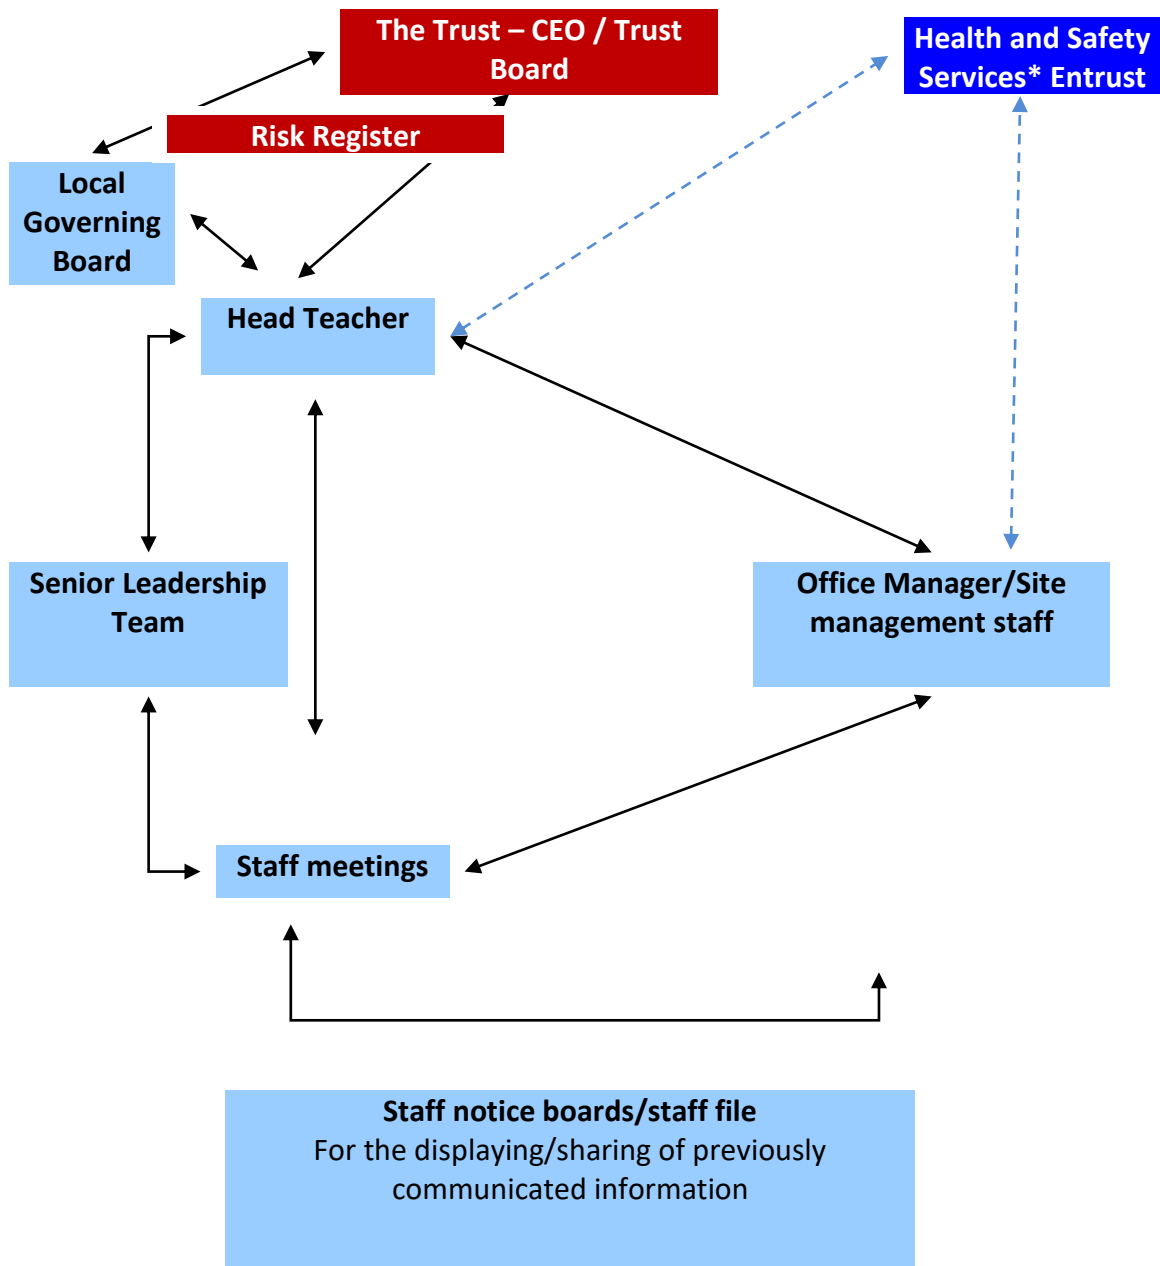 The Trust – CEO / Trust
Board
Health and Safety
Services* Entrust
Risk Register
Local
Governing
Board
Head Teacher
Senior Leadership
Team
Office Manager/Site
management staff
Staff meetings
Staff notice boards/staff file
For the displaying/sharing of previously
communicated information